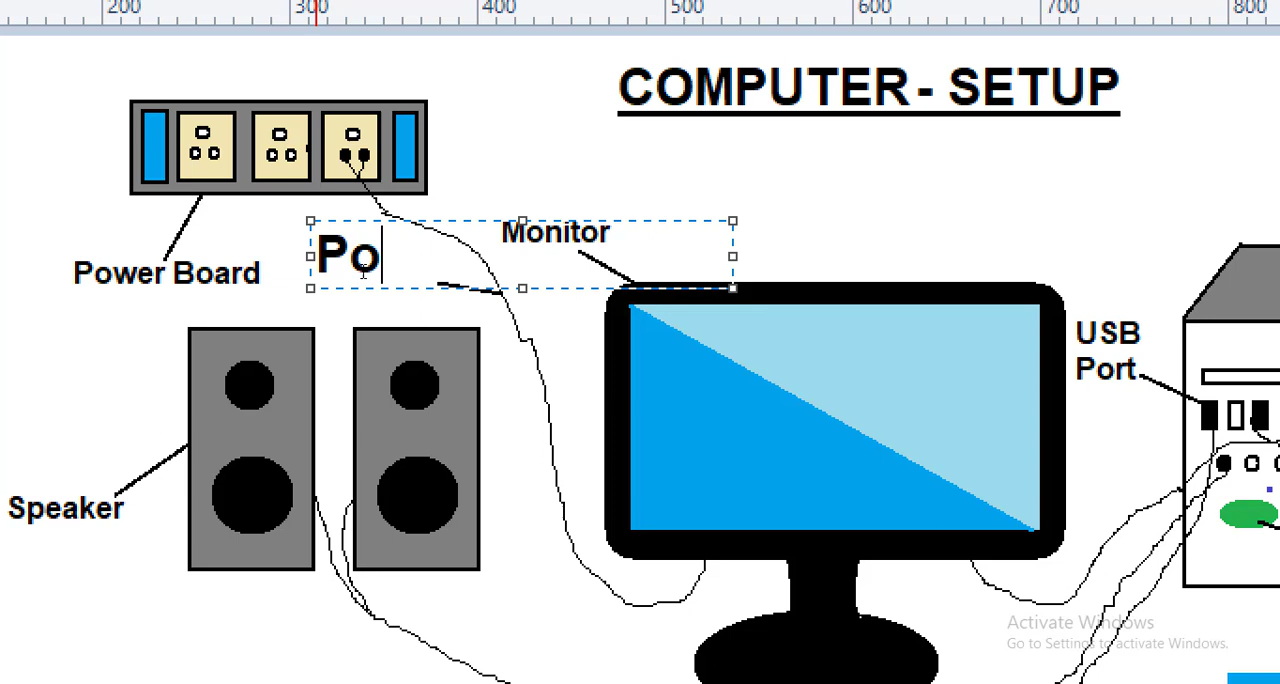 200 300 400 500 600 700 800
COMPUTER - SETUP
Monitor
Po
Power Board
USB
Port
Speaker
Activate Windows
Go to Settings to activate Windows.